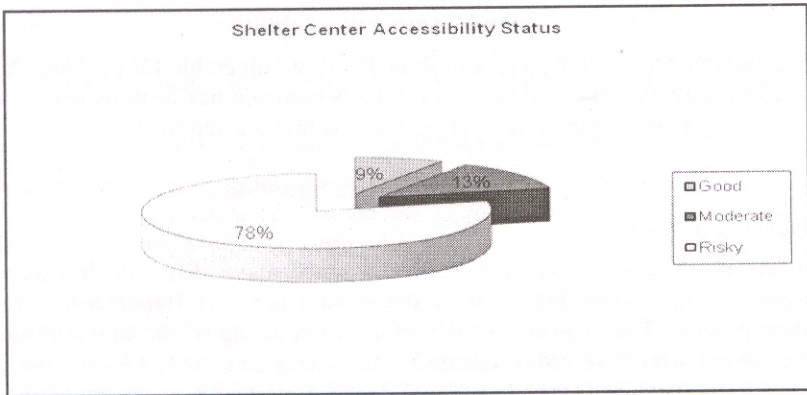 Shelter Center Accessibility Status
9%
13%
78%
Good
Moderate
Risky